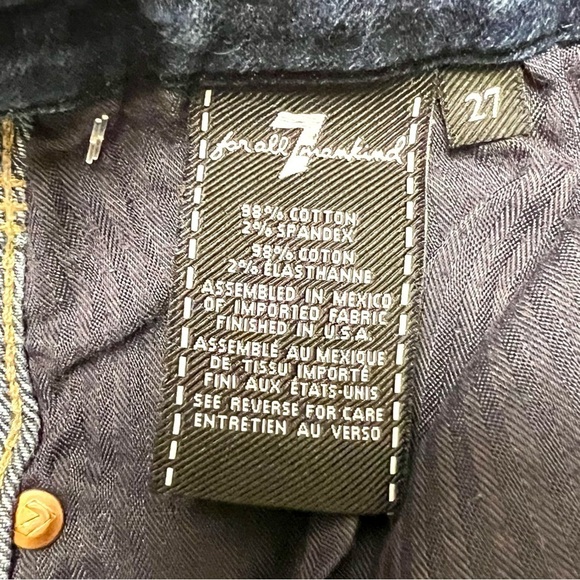 7
for all mankind
27
98% COTTON
2% SPANDEX
98% COTON
2% ELASTHANNE
ASSEMBLED IN MEXICO
OF IMPORTED FABRIC
FINISHED IN U.S.A.
ASSEMBLÉ AU MEXIQUE
DE TISSU IMPORTÉ
FINI AUX ÉTATS-UNIS
SEE REVERSE FOR CARE
ENTRETIEN AU VERSO